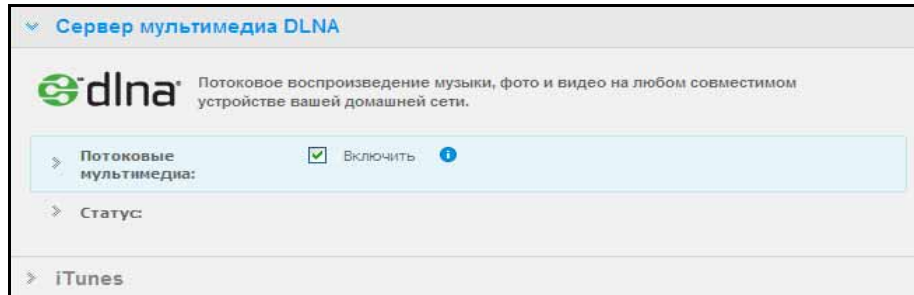 Сервер мультимедиа DLNA
dlna
Потоковое воспроизведение музыки, фото и видео на любом совместимом
устройстве вашей домашней сети.
Потоковые
мультимедиа:
Включить
Статус:
iTunes